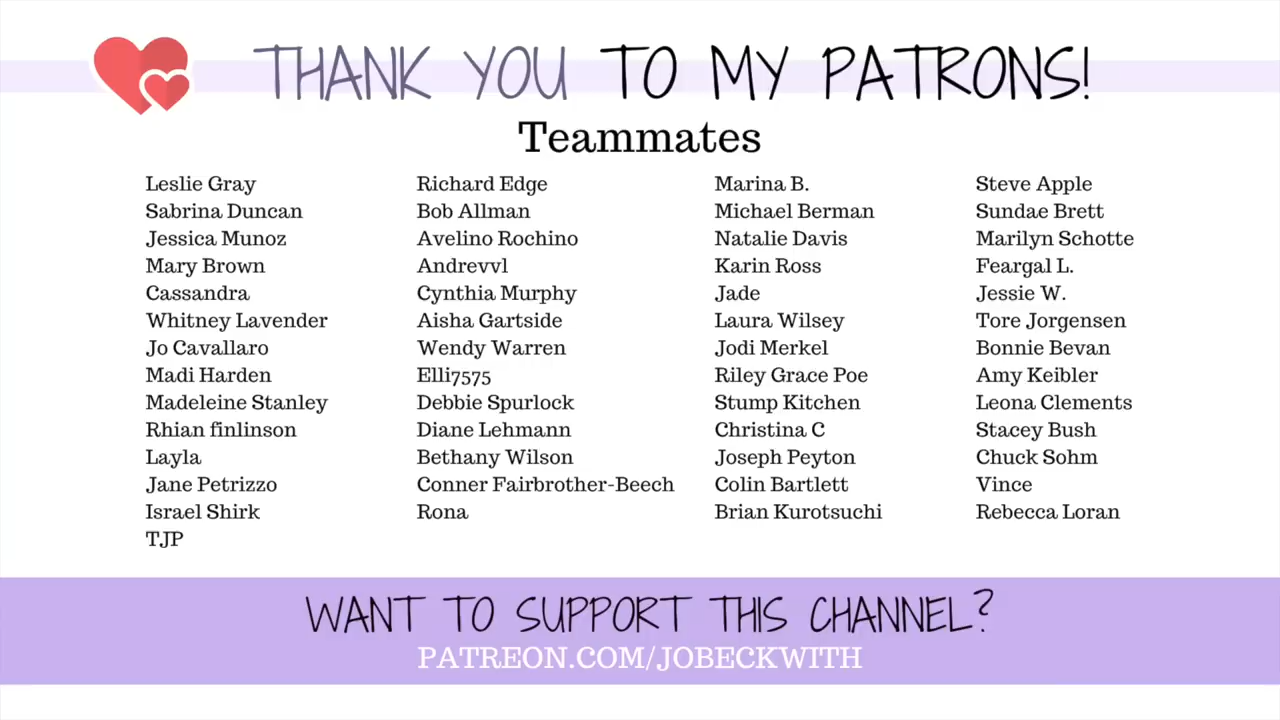 THANK YOU TO MY PATRONS!
Teammates
Leslie Gray
Sabrina Duncan
Jessica Munoz
Mary Brown
Cassandra
Whitney Lavender
Jo Cavallaro
Madi Harden
Madeleine Stanley
Rhian finlinson
Layla
Jane Petrizzo
Israel Shirk
TJP
Richard Edge
Bob Allman
Avelino Rochino
Andrevvl
Cynthia Murphy
Aisha Gartside
Wendy Warren
Elli7575
Debbie Spurlock
Diane Lehmann
Bethany Wilson
Conner Fairbrother-Beech
Rona
Marina B.
Michael Berman
Natalie Davis
Karin Ross
Jade
Laura Wilsey
Jodi Merkel
Riley Grace Poe
Stump Kitchen
Christina C
Joseph Peyton
Colin Bartlett
Brian Kurotsuchi
Steve Apple
Sundae Brett
Marilyn Schotte
Feargal L.
Jessie W.
Tore Jorgensen
Bonnie Bevan
Amy Keibler
Leona Clements
Stacey Bush
Chuck Sohm
Vince
Rebecca Loran
WANT TO SUPPORT THIS CHANNEL?
PATREON.COM/JOBECKWITH